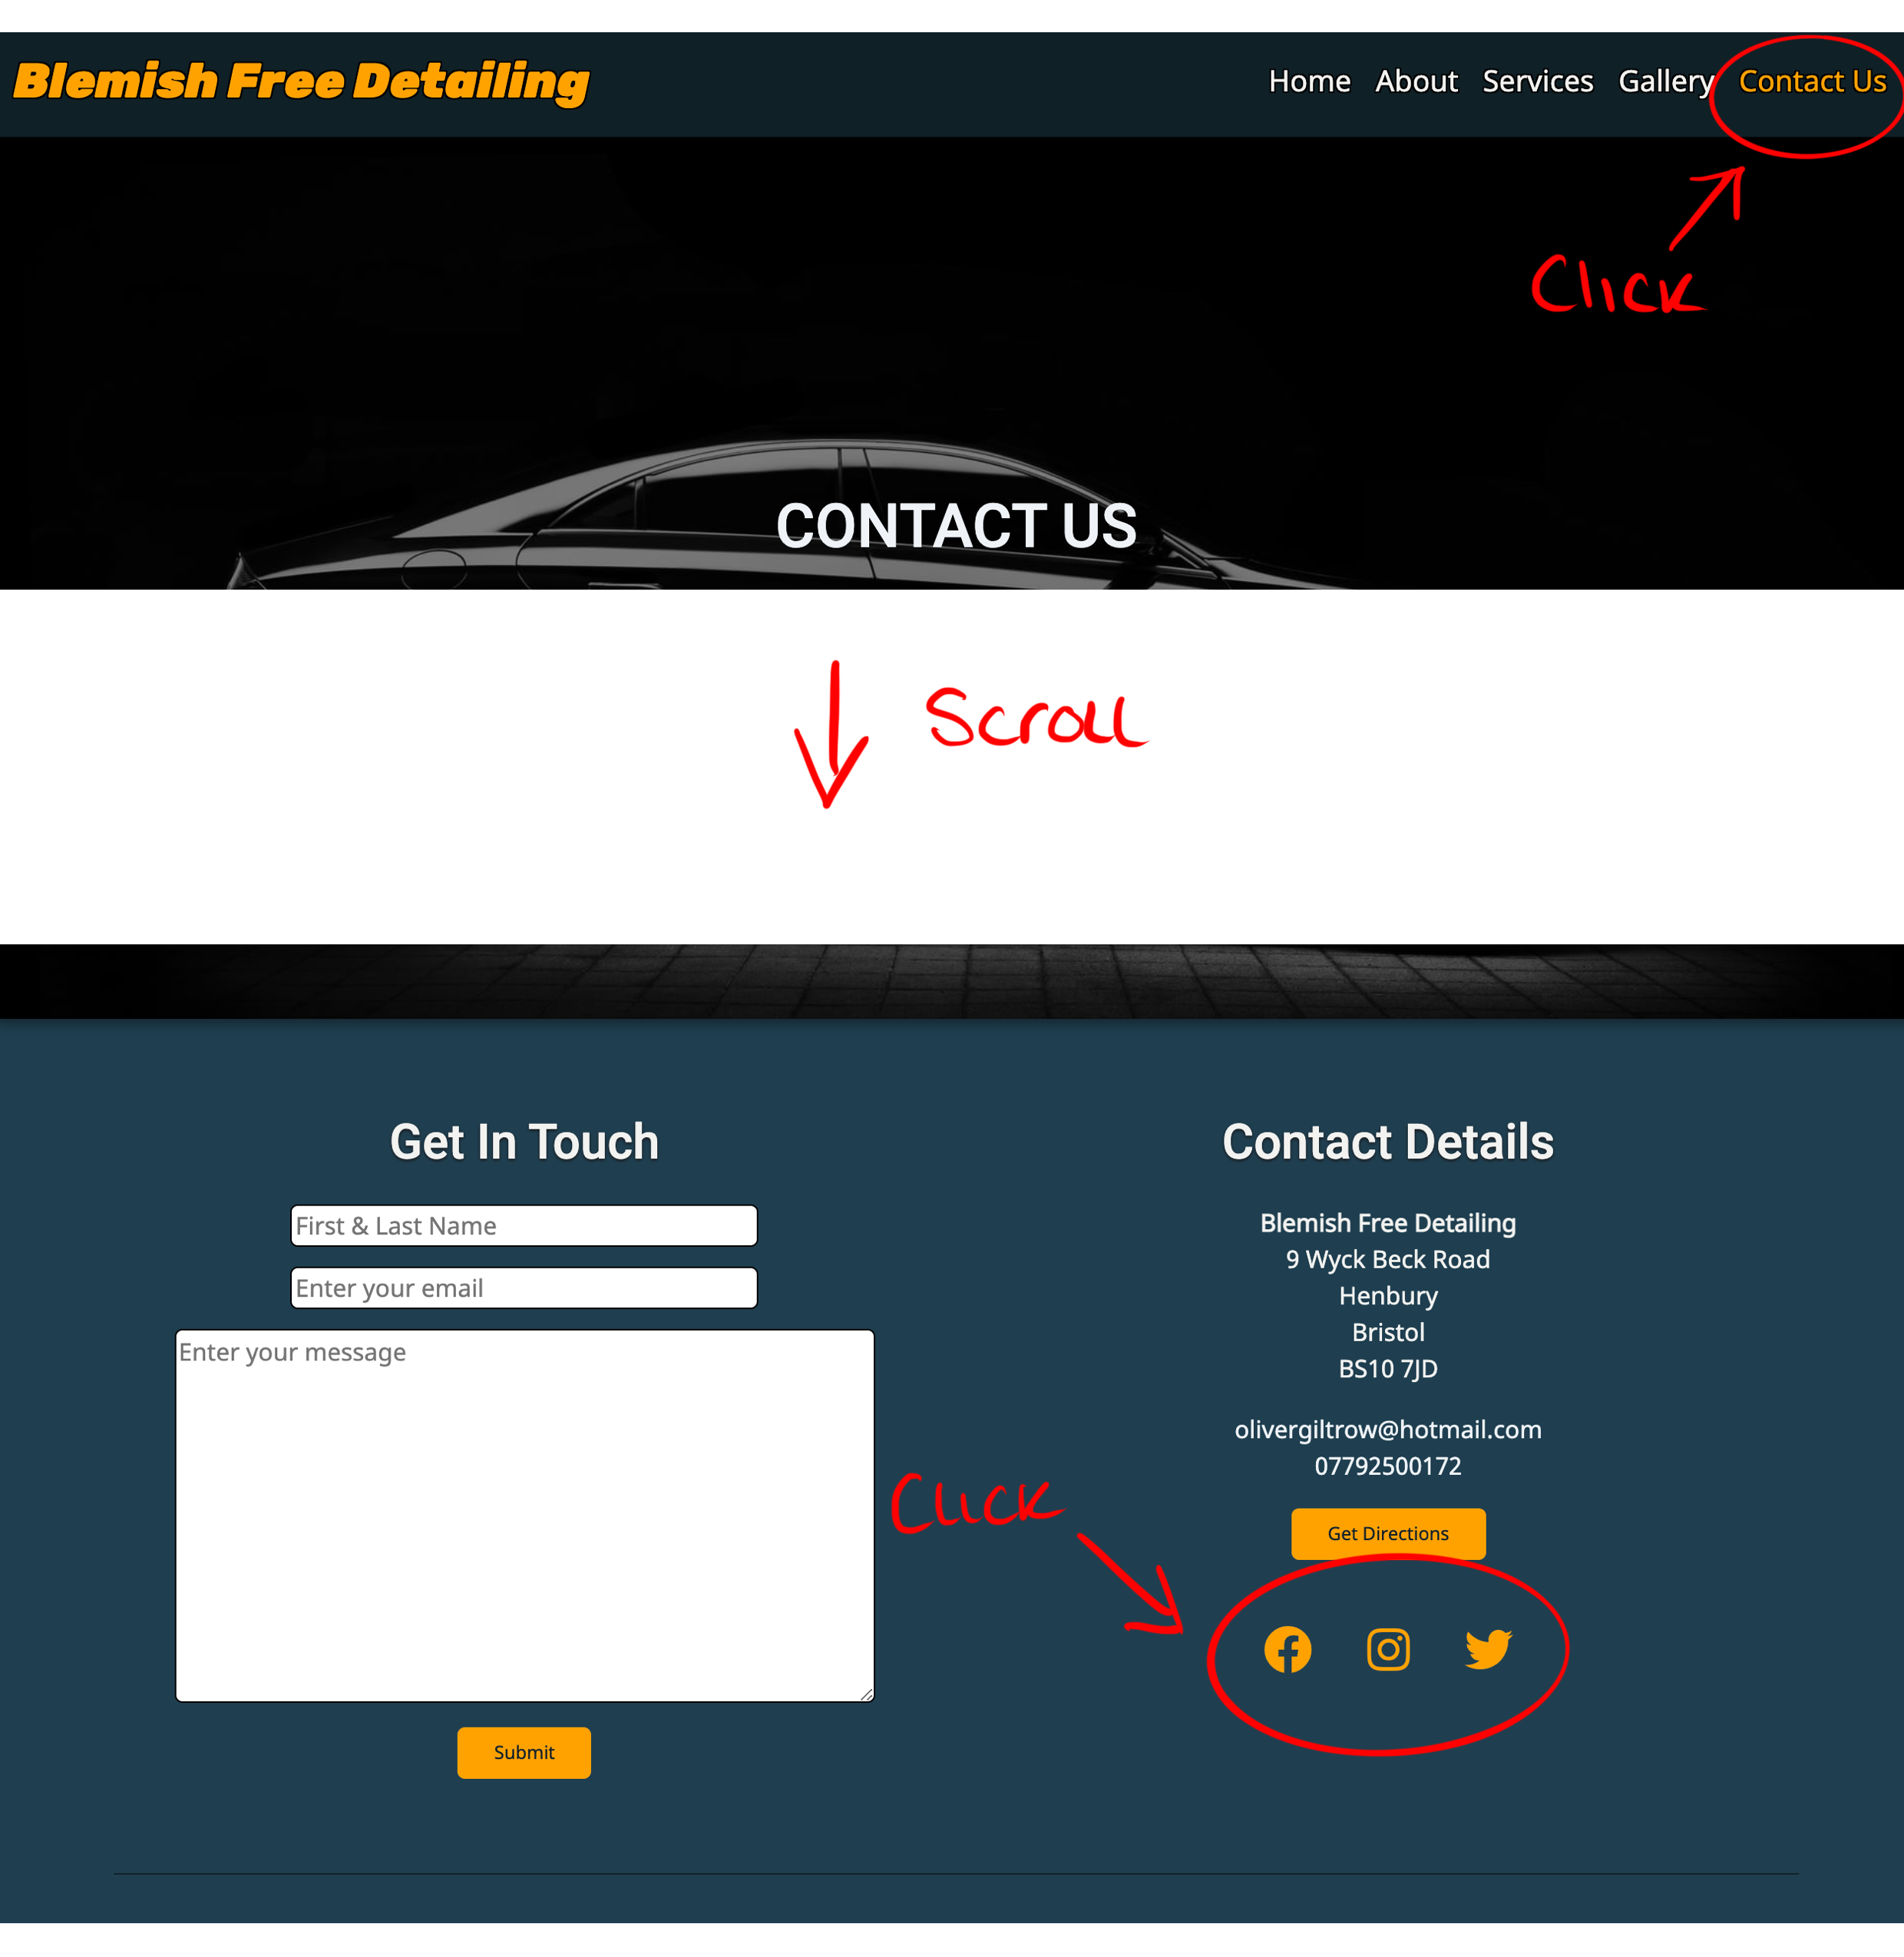 Blemish Free Detailing
Home About Services Gallery Contact Us
Click
CONTACT US
Scroll
Get In Touch
First & Last Name
Enter your email
Enter your message
Submit
Click
Contact Details
Blemish Free Detailing
9 Wyck Beck Road
Henbury
Bristol
BS10 7JD
olivergiltrow@hotmail.com
07792500172
Get Directions